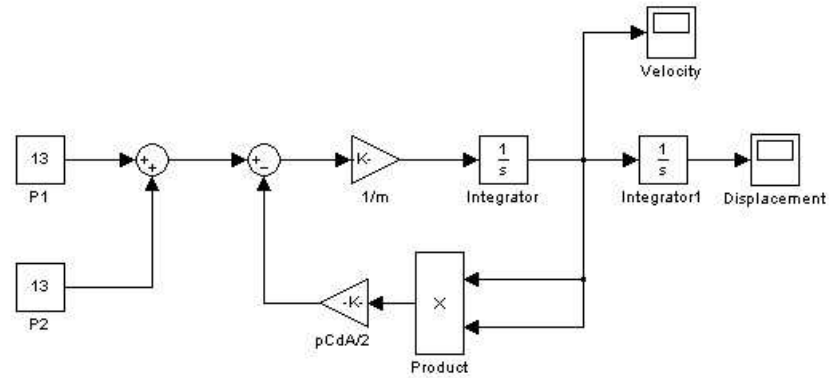 Velocity
13
P1
+
+
+
−
K-
1/m
1
s
Integrator
1
s
Integrator1
Displacement
13
P2
-K-
pCdA/2
×
Product